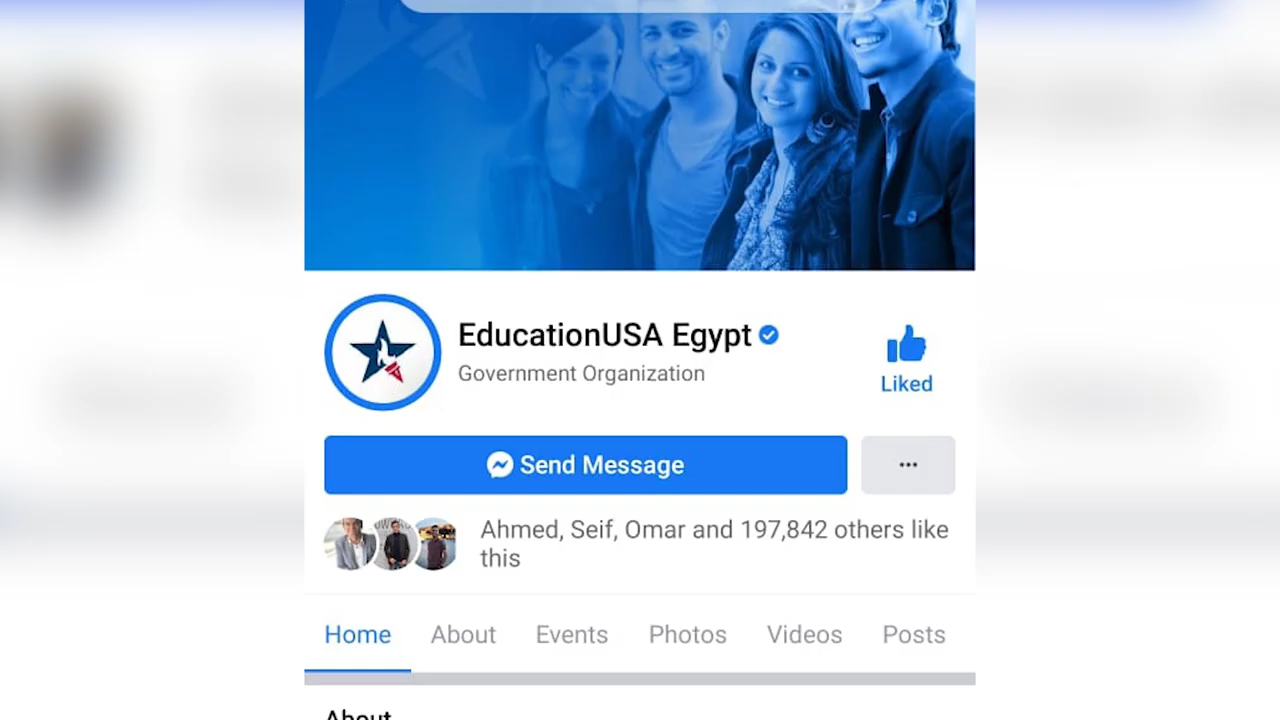 EducationUSA Egypt
Government Organization
Liked
Send Message
Ahmed, Seif, Omar and 197,842 others like
this
Home About Events Photos Videos Posts
About